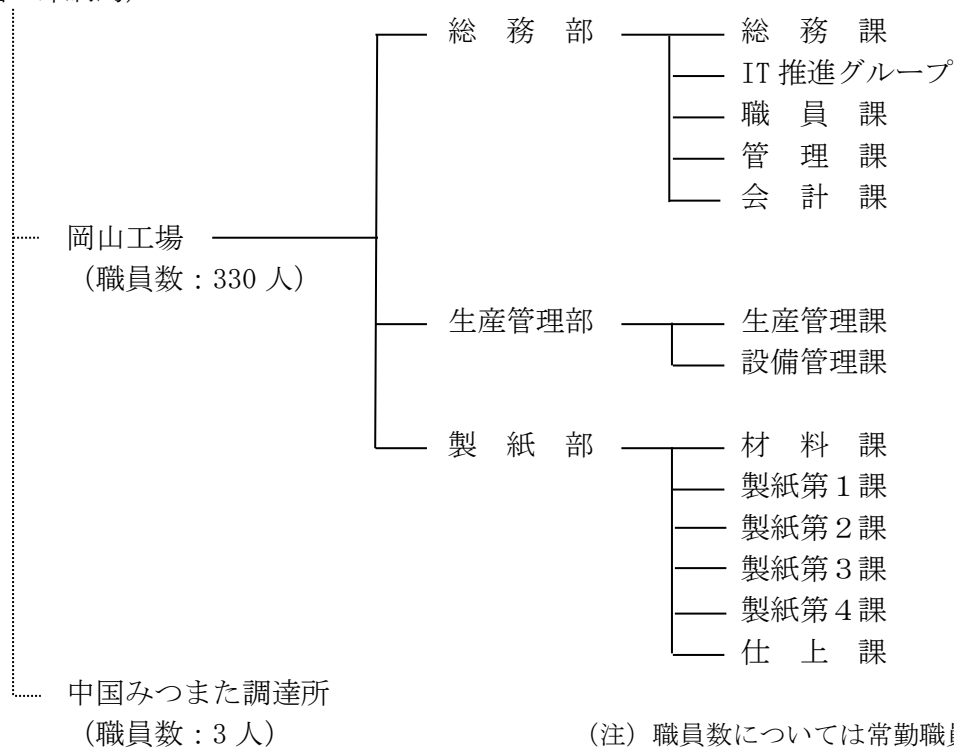 総　務　部　総　務　課
IT 推進グループ
職　員　課
管　理　課
会　計　課
岡山工場
（職員数：330 人）
生産管理部　生産管理課
設備管理課
製　紙　部　材　料　課
製紙第１課
製紙第２課
製紙第３課
製紙第４課
仕　上　課
中国みつまた調達所
（職員数：3 人）　（注）職員数については常勤職員